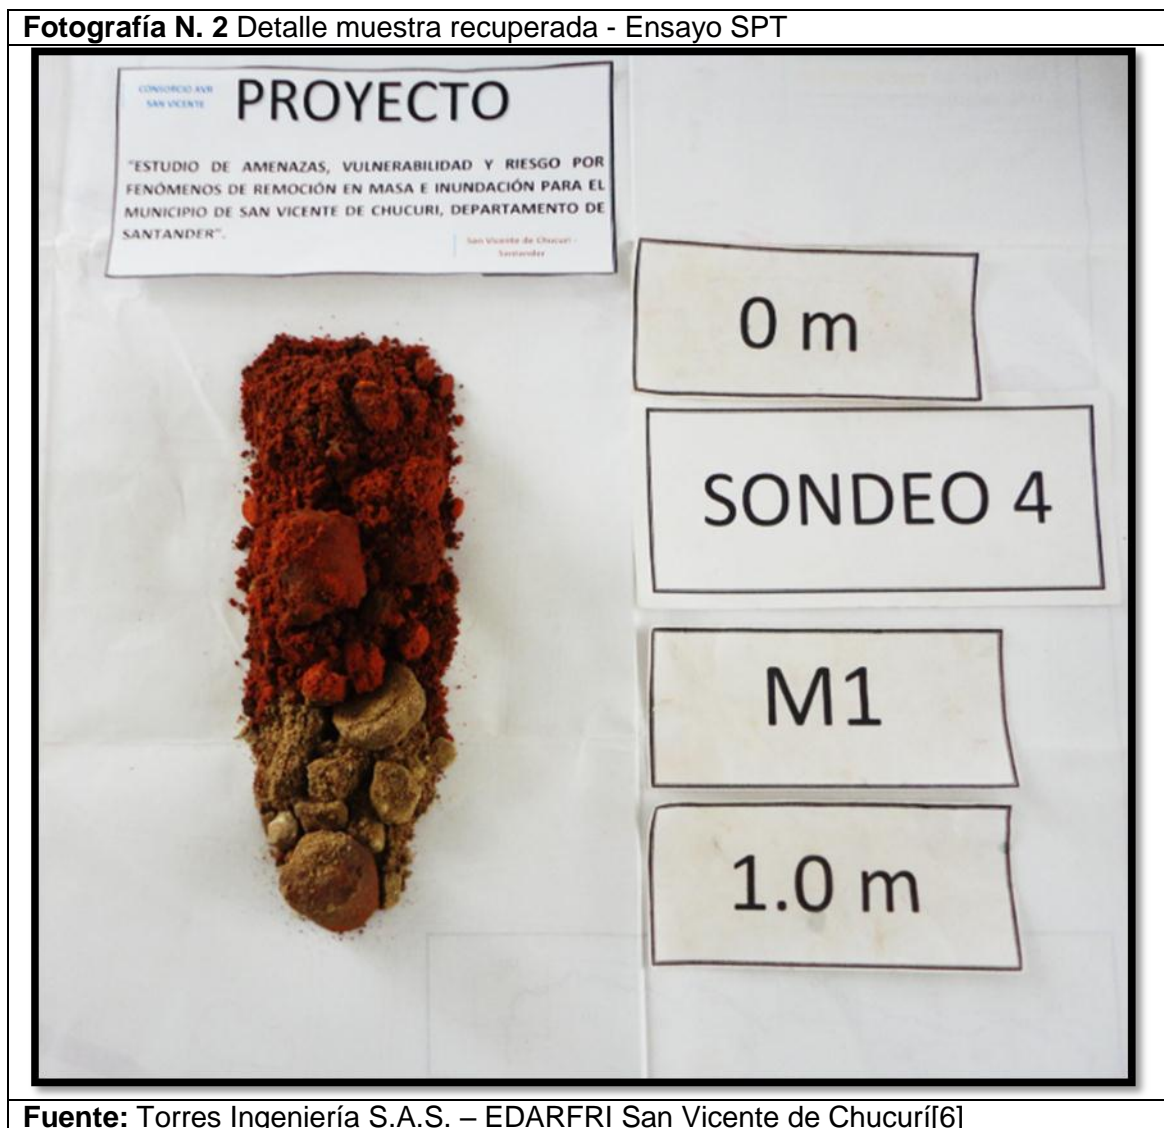 Fotografía N. 2 Detalle muestra recuperada - Ensayo SPT
CONSORCIO AVR
SAN VICENTE
PROYECTO
"ESTUDIO DE AMENAZAS, VULNERABILIDAD Y RIESGO POR
FENÓMENOS DE REMOCIÓN EN MASA E INUNDACIÓN PARA EL
MUNICIPIO DE SAN VICENTE DE CHUCURI, DEPARTAMENTO DE
SANTANDER".
San Vicente de Chucuri -
Santander
0 m
SONDEO 4
M1
1.0 m
Fuente: Torres Ingeniería S.A.S. – EDARFRI San Vicente de Chucurí[6]